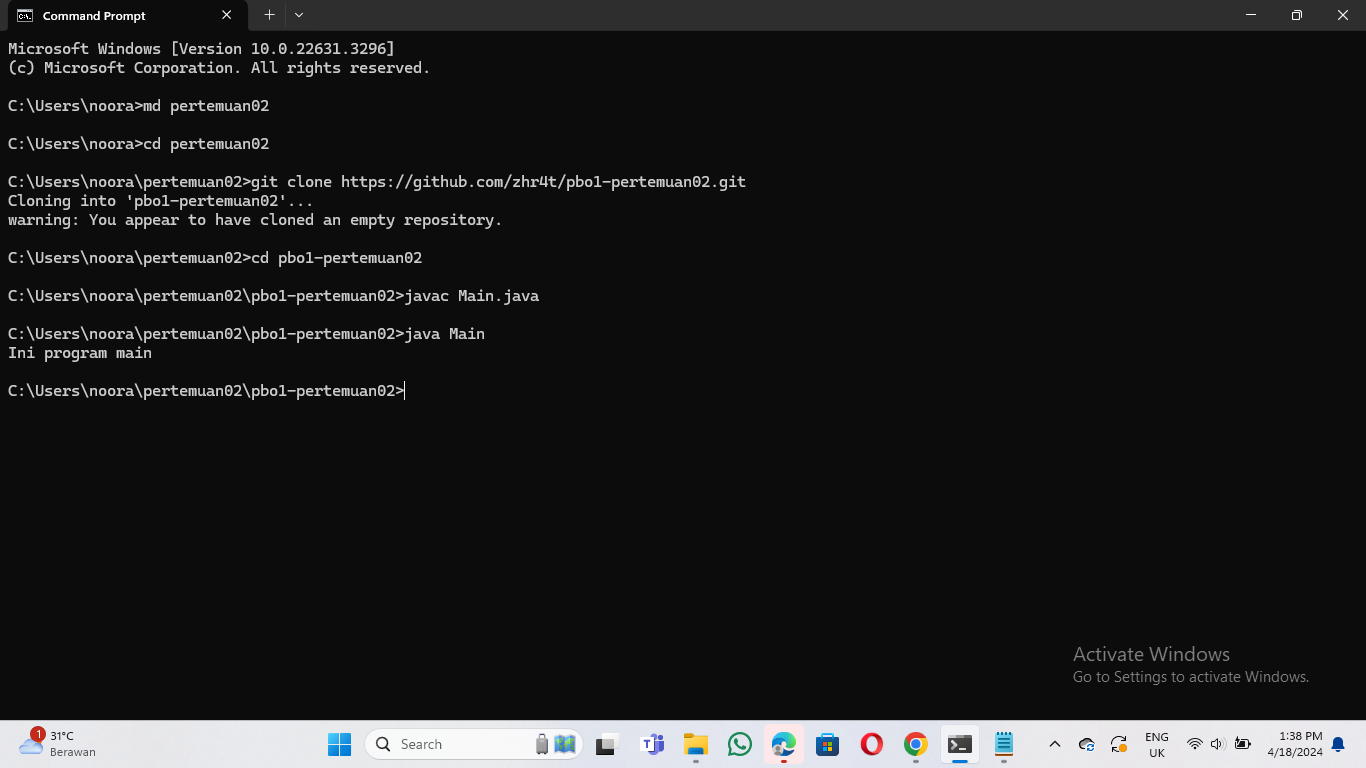 Command Prompt
Microsoft Windows [Version 10.0.22631.3296]
(c) Microsoft Corporation. All rights reserved.
C:\Users\noora>md pertemuan02
C:\Users\noora>cd pertemuan02
C:\Users\noora\pertemuan02>git clone https://github.com/zhr4t/pbo1-pertemuan02.git
Cloning into 'pbo1-pertemuan02'...
warning: You appear to have cloned an empty repository.
C:\Users\noora\pertemuan02>cd pbo1-pertemuan02
C:\Users\noora\pertemuan02\pbo1-pertemuan02>javac Main.java
C:\Users\noora\pertemuan02\pbo1-pertemuan02>java Main
Ini program main
C:\Users\noora\pertemuan02\pbo1-pertemuan02>
Activate Windows
Go to Settings to activate Windows.
1
31°C
Berawan
Search
ENG
UK
1:38 PM
4/18/2024